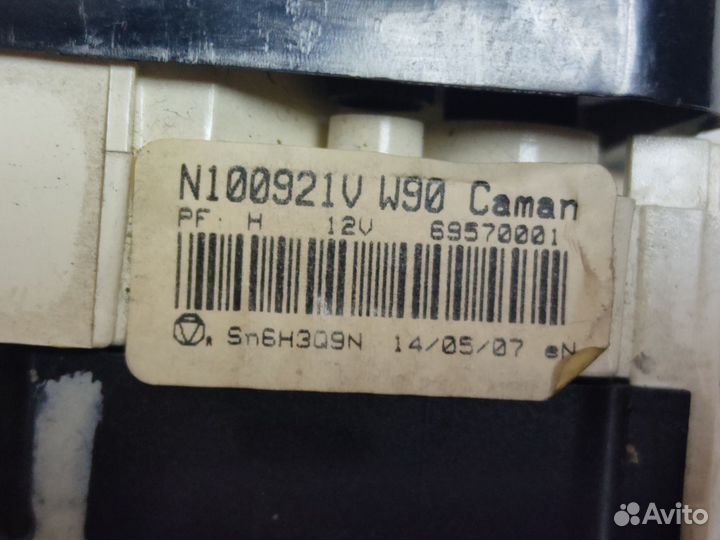 N100921V W90 Caman
PF. H 12V 69570001
Sn6H3Q9N 14/05/07 eN
Avito